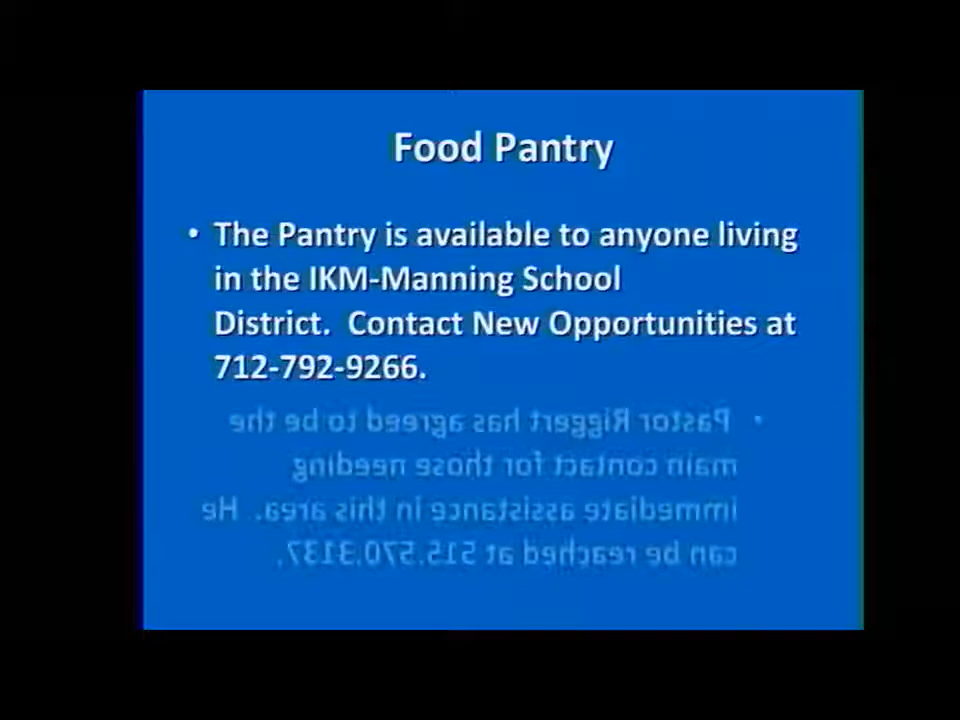 Food Pantry
• The Pantry is available to anyone living
in the IKM-Manning School
District.  Contact New Opportunities at
712-792-9266.
• Pastor Riggert has agreed to be the
main contact for those needing
immediate assistance in this area.  He
can be reached at 515.570.3137.